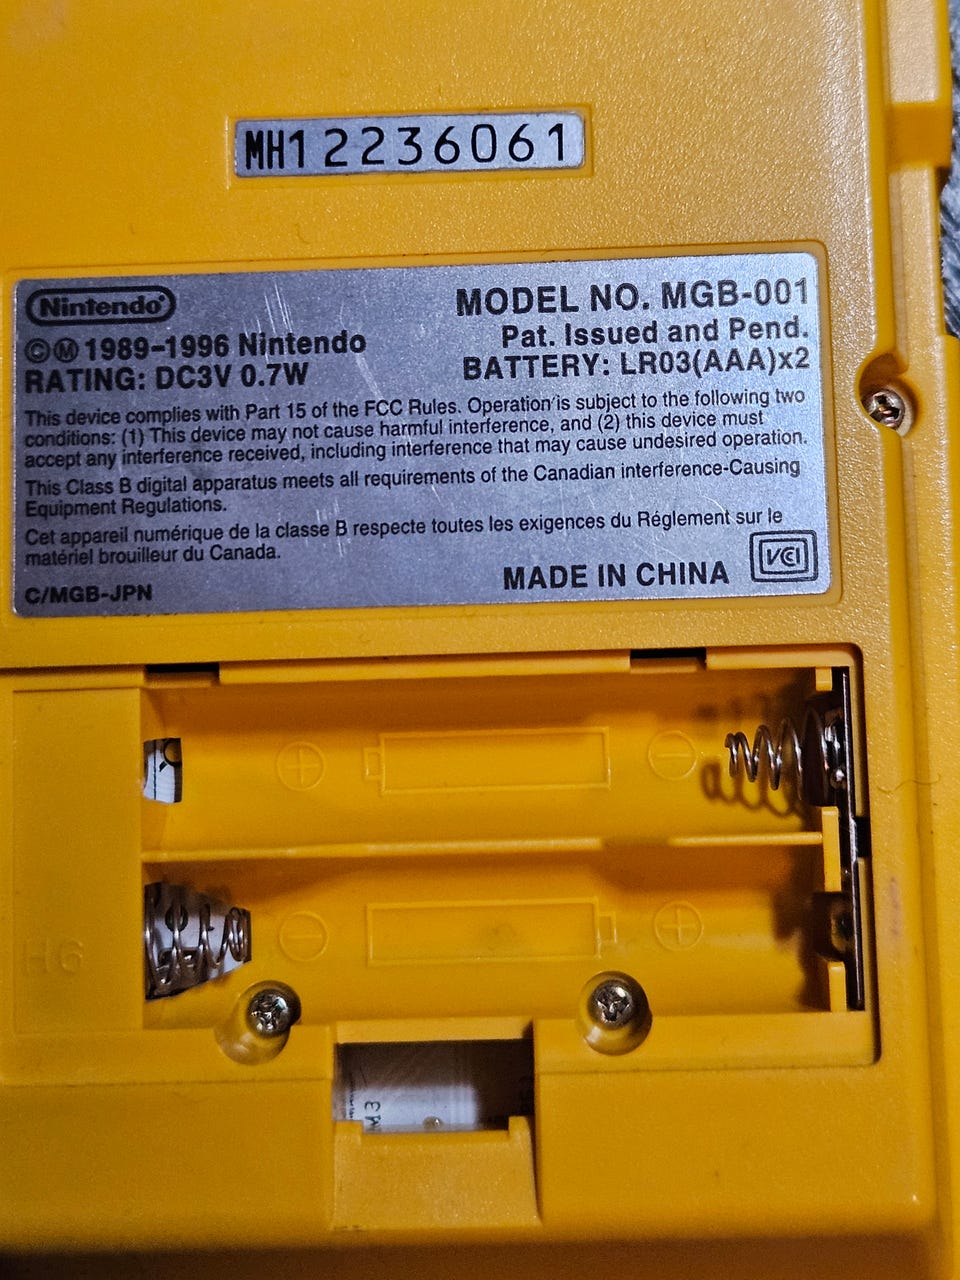 MH12236061
Nintendo®
MODEL NO. MGB-001
©Ⓜ1989-1996 Nintendo
Pat. Issued and Pend.
RATING: DC3V 0.7W
BATTERY: LR03(AAA)x2
This device complies with Part 15 of the FCC Rules. Operation is subject to the following two
conditions: (1) This device may not cause harmful interference, and (2) this device must
accept any interference received, including interference that may cause undesired operation.
This Class B digital apparatus meets all requirements of the Canadian interference-Causing
Equipment Regulations.
Cet appareil numérique de la classe B respecte toutes les exigences du Réglement sur le
matériel brouilleur du Canada.
C/MGB-JPN
MADE IN CHINA
VCI
+
-
-
+
H6